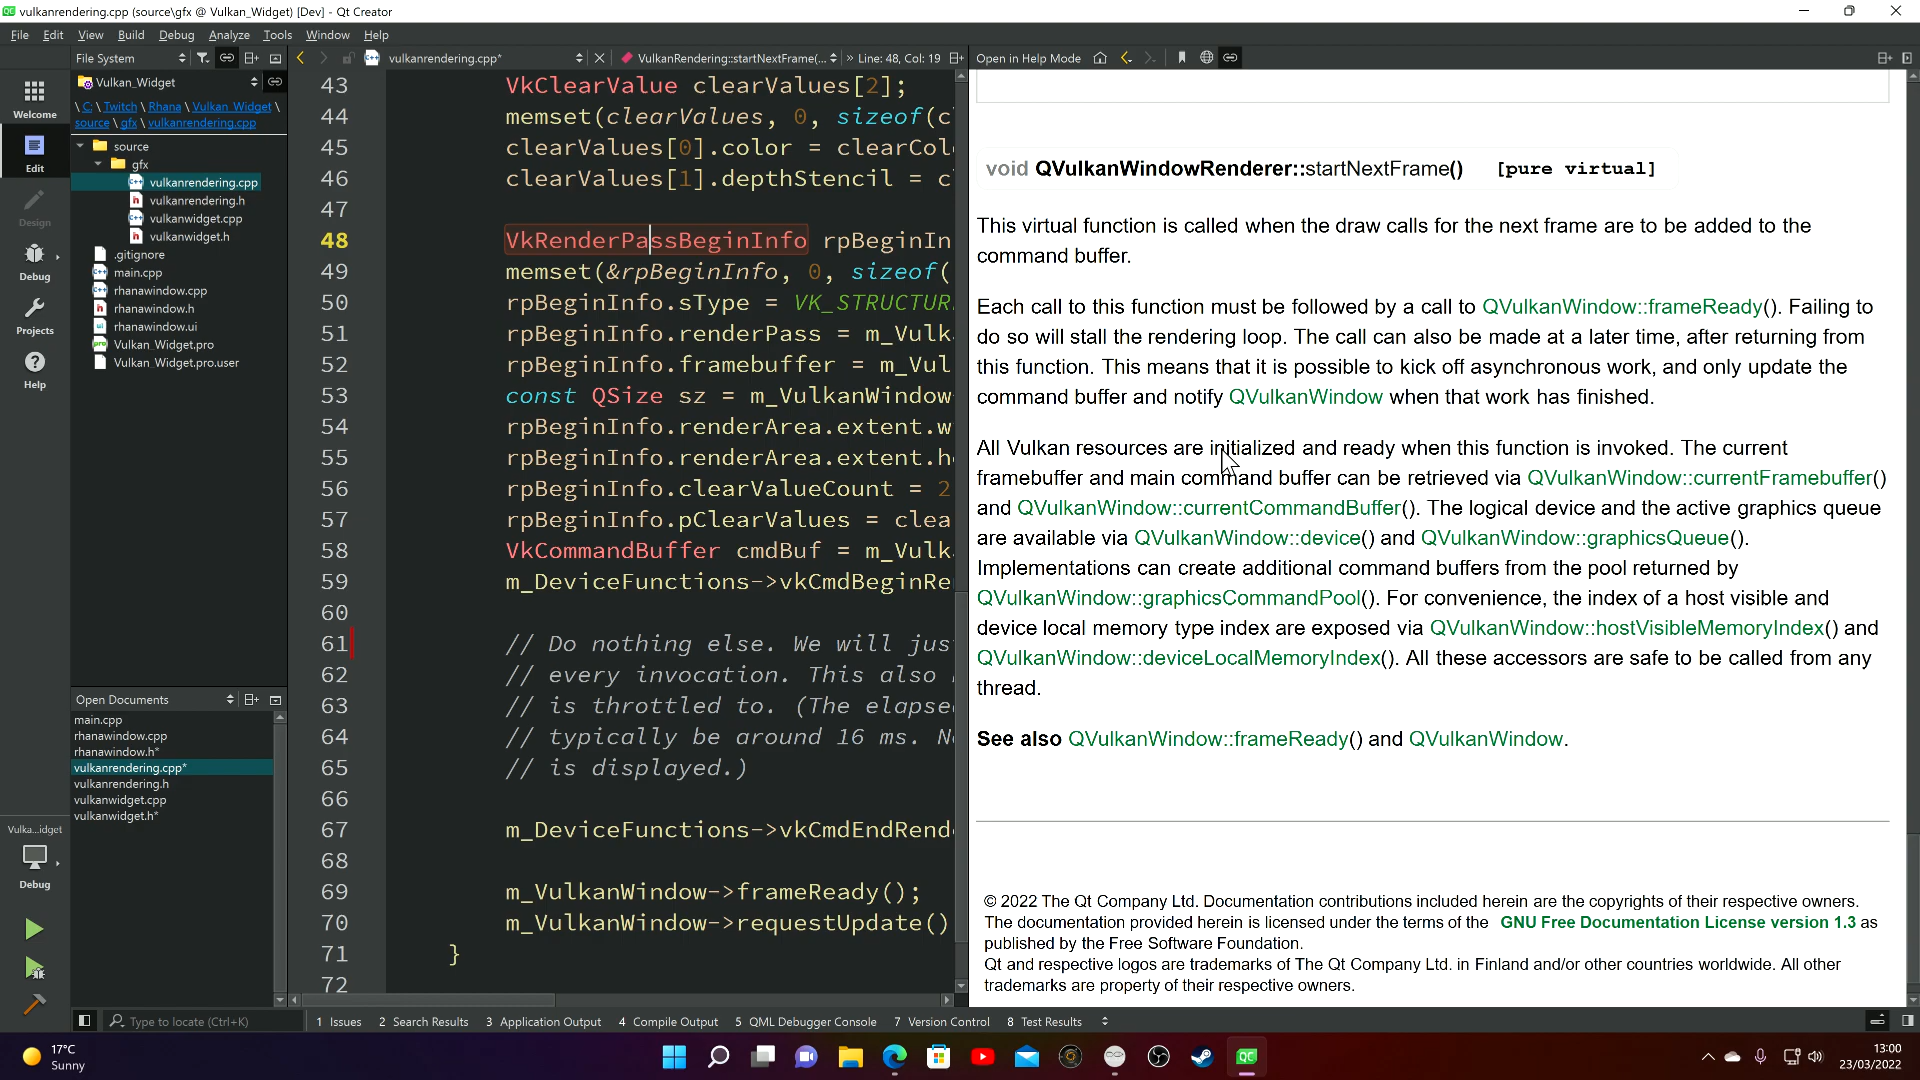 vulkanrendering.cpp (source\gfx @ Vulkan_Widget) [Dev] - Qt Creator
File Edit View Build Debug Analyze Tools Window Help
File System
vulkanrendering.cpp*
VulkanRendering::startNextFrame(...
» Line: 48, Col: 19
Open in Help Mode
Vulkan_Widget
\ C: \ Twitch \ Rhana \ Vulkan_Widget \
source \ gfx \ vulkanrendering.cpp
Welcome
Edit
Design
Debug
Projects
Help
source
gfx
vulkanrendering.cpp
vulkanrendering.h
vulkanwidget.cpp
vulkanwidget.h
.gitignore
main.cpp
rhanawindow.cpp
rhanawindow.h
rhanawindow.ui
Vulkan_Widget.pro
Vulkan_Widget.pro.user
Open Documents
main.cpp
rhanawindow.cpp
rhanawindow.h*
vulkanrendering.cpp*
vulkanrendering.h
vulkanwidget.cpp
vulkanwidget.h*
Vulka...idget
Debug
43 VkClearValue clearValues[2];
44 memset(clearValues, 0, sizeof(c
45 clearValues[0].color = clearCol
46 clearValues[1].depthStencil = c
47
48 VkRenderPassBeginInfo rpBeginIn
49 memset(&rpBeginInfo, 0, sizeof(
50 rpBeginInfo.sType = VK_STRUCTUR
51 rpBeginInfo.renderPass = m_Vulk
52 rpBeginInfo.framebuffer = m_Vul
53 const QSize sz = m_VulkanWindow
54 rpBeginInfo.renderArea.extent.w
55 rpBeginInfo.renderArea.extent.h
56 rpBeginInfo.clearValueCount = 2
57 rpBeginInfo.pClearValues = clea
58 VkCommandBuffer cmdBuf = m_Vulk
59 m_DeviceFunctions->vkCmdBeginRe
60
61 // Do nothing else. We will jus
62 // every invocation. This also
63 // is throttled to. (The elapse
64 // typically be around 16 ms. N
65 // is displayed.)
66
67 m_DeviceFunctions->vkCmdEndRend
68
69 m_VulkanWindow->frameReady();
70 m_VulkanWindow->requestUpdate()
71 }
72
void QVulkanWindowRenderer::startNextFrame() [pure virtual]
This virtual function is called when the draw calls for the next frame are to be added to the
command buffer.
Each call to this function must be followed by a call to QVulkanWindow::frameReady(). Failing to
do so will stall the rendering loop. The call can also be made at a later time, after returning from
this function. This means that it is possible to kick off asynchronous work, and only update the
command buffer and notify QVulkanWindow when that work has finished.
All Vulkan resources are initialized and ready when this function is invoked. The current
framebuffer and main command buffer can be retrieved via QVulkanWindow::currentFramebuffer()
and QVulkanWindow::currentCommandBuffer(). The logical device and the active graphics queue
are available via QVulkanWindow::device() and QVulkanWindow::graphicsQueue().
Implementations can create additional command buffers from the pool returned by
QVulkanWindow::graphicsCommandPool(). For convenience, the index of a host visible and
device local memory type index are exposed via QVulkanWindow::hostVisibleMemoryIndex() and
QVulkanWindow::deviceLocalMemoryIndex(). All these accessors are safe to be called from any
thread.
See also QVulkanWindow::frameReady() and QVulkanWindow.
© 2022 The Qt Company Ltd. Documentation contributions included herein are the copyrights of their respective owners.
The documentation provided herein is licensed under the terms of the GNU Free Documentation License version 1.3 as
published by the Free Software Foundation.
Qt and respective logos are trademarks of The Qt Company Ltd. in Finland and/or other countries worldwide. All other
trademarks are property of their respective owners.
Type to locate (Ctrl+K)
1 Issues 2 Search Results 3 Application Output 4 Compile Output 5 QML Debugger Console 7 Version Control 8 Test Results
17°C
Sunny
13:00
23/03/2022